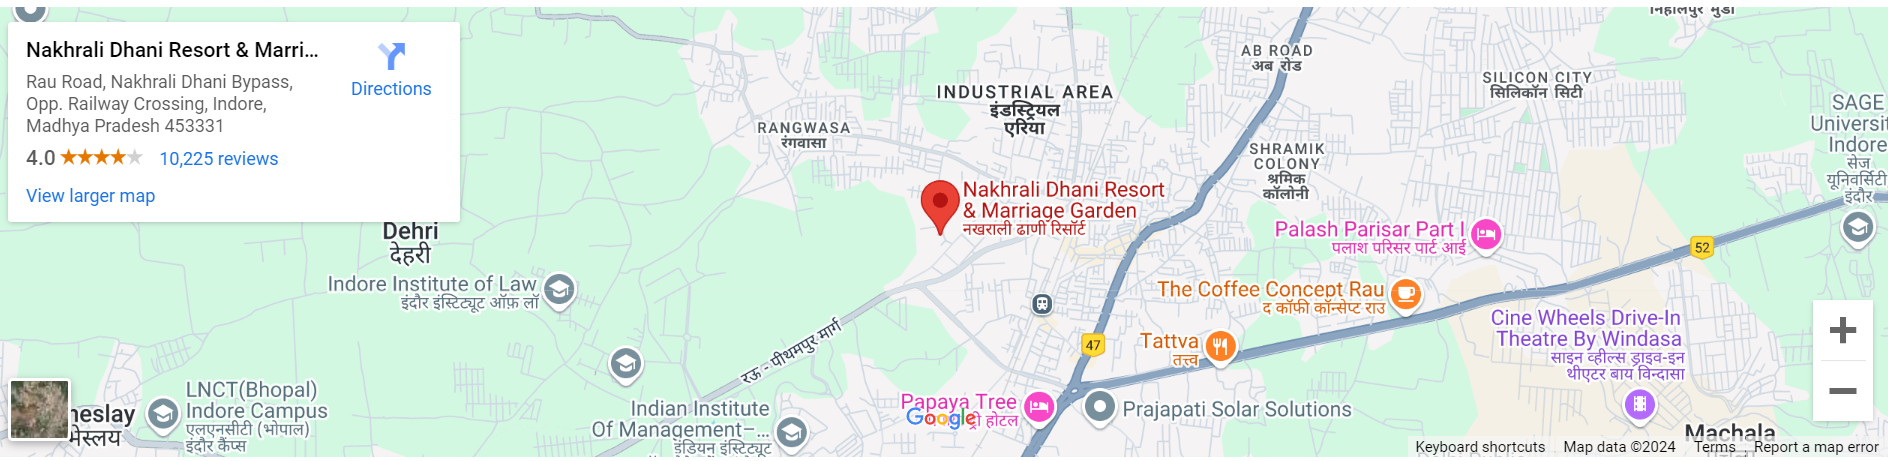 Nakhrali Dhani Resort & Marri...
Rau Road, Nakhrali Dhani Bypass,
Opp. Railway Crossing, Indore,
Madhya Pradesh 453331
4.0
10,225 reviews
View larger map
Directions
निहालपुर मुंडी
AB ROAD
अब रोड
SILICON CITY
सिलिकॉन सिटी
INDUSTRIAL AREA
इंडस्ट्रियल
एरिया
RANGWASA
रंगवासा
SAGE
Universit
Indore
सेज
यूनिवर्सिटी
इंदौर
SHRAMIK
COLONY
श्रमिक
कॉलोनी
Nakhrali Dhani Resort
& Marriage Garden
नखराली ढाणी रिसॉर्ट
Dehri
देहरी
Palash Parisar Part I
पलाश परिसर पार्ट आई
52
Indore Institute of Law
इंदौर इंस्टिट्यूट ऑफ़ लॉ
The Coffee Concept Rau
द कॉफी कॉन्सेप्ट राउ
Cine Wheels Drive-In
Theatre By Windasa
साइन व्हील्स ड्राइव-इन
थीएटर बाय विन्दासा
Tattva
तत्त्व
47
रऊ - पीथमपुर मार्ग
LNCT(Bhopal)
Indore Campus
एलएनसीटी (भोपाल)
इंदौर कैंप्स
neslay
मेस्लय
Indian Institute
Of Management–...
इंडियन इंस्टिट्यूट
Papaya Tree
ट्री होटल
Google
Prajapati Solar Solutions
Machala
Keyboard shortcuts
Map data ©2024
Terms
Report a map error